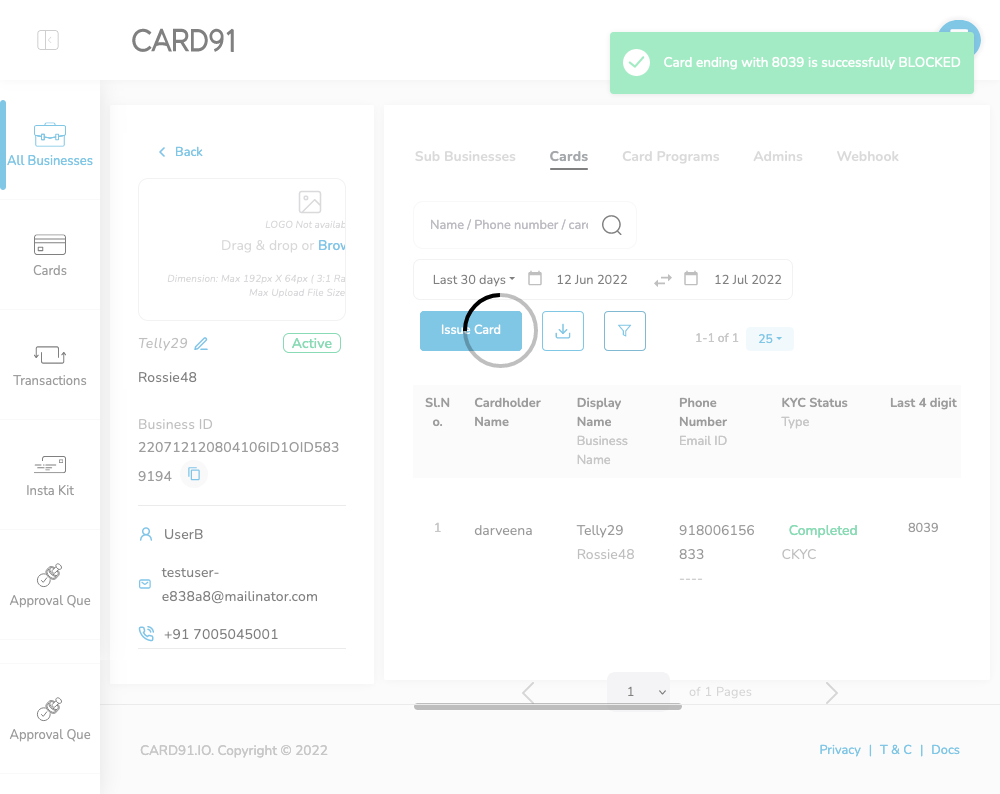 CARD91
Card ending with 8039 is successfully BLOCKED
All Businesses
Cards
Transactions
Insta Kit
Approval Que
Approval Que
Back
LOGO Not availab
Drag & drop or Brov
Dimension: Max 192px X 64px ( 3:1 Ra
Max Upload File Size
Telly29
Active
Rossie48
Business ID
220712120804106ID1OID583
9194
UserB
testuser-
e838a8@mailinator.com
+91 7005045001
Sub Businesses
Cards
Card Programs
Admins
Webhook
Name / Phone number / card
Last 30 days
12 Jun 2022
12 Jul 2022
Issue Card
1-1 of 1
25
Sl.N
o.
Cardholder
Name
Display
Name
Business
Name
Phone
Number
Email ID
KYC Status
Type
Last 4 digit
1
darveena
Telly29
Rossie48
918006156
833
----
Completed
CKYC
8039
1
of 1 Pages
CARD91.IO. Copyright © 2022
Privacy | T & C | Docs